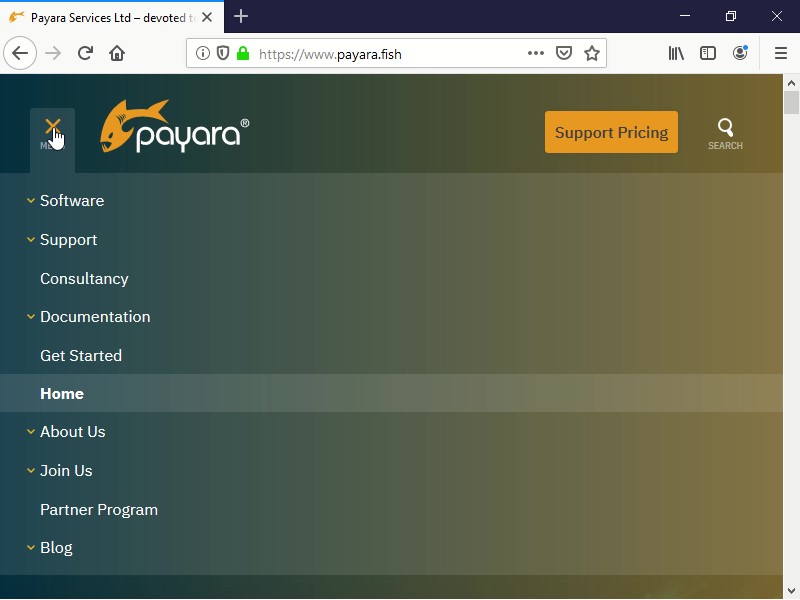 Payara Services Ltd – devoted t
https://www.payara.fish
payara®
Support Pricing
SEARCH
Software
Support
Consultancy
Documentation
Get Started
Home
About Us
Join Us
Partner Program
Blog